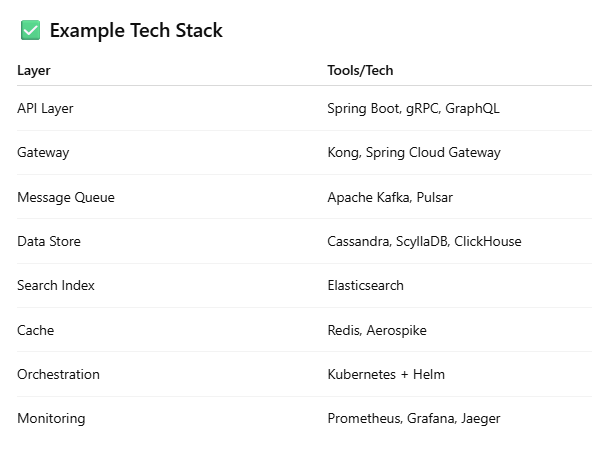 ✅ Example Tech Stack
Layer Tools/Tech
API Layer Spring Boot, gRPC, GraphQL
Gateway Kong, Spring Cloud Gateway
Message Queue Apache Kafka, Pulsar
Data Store Cassandra, ScyllaDB, ClickHouse
Search Index Elasticsearch
Cache Redis, Aerospike
Orchestration Kubernetes + Helm
Monitoring Prometheus, Grafana, Jaeger